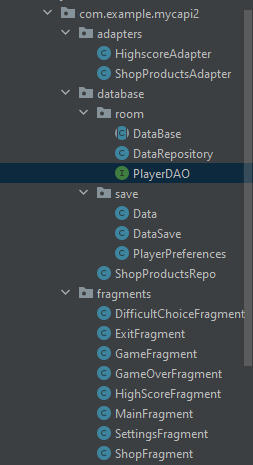 com.example.mycapi2
adapters
HighscoreAdapter
ShopProductsAdapter
database
room
DataBase
DataRepository
PlayerDAO
save
Data
DataSave
PlayerPreferences
ShopProductsRepo
fragments
DifficultChoiceFragment
ExitFragment
GameFragment
GameOverFragment
HighScoreFragment
MainFragment
SettingsFragment
ShopFragment